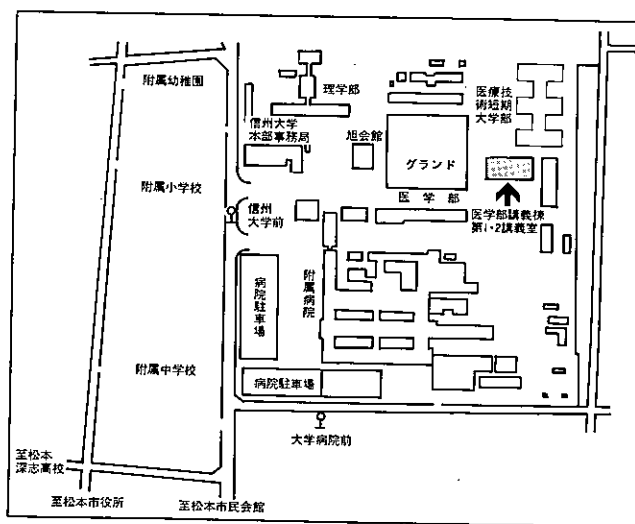 附属幼稚園
理学部
医療技
術短期
大学部
信州大学
本部事務局
旭会館
グランド
附属小学校
医学部
信州
大学前
医学部講義棟
第1・2講義室
病院駐車場
附属病院
附属中学校
病院駐車場
大学病院前
至松本
深志高校
至松本市役所
至松本市民会館